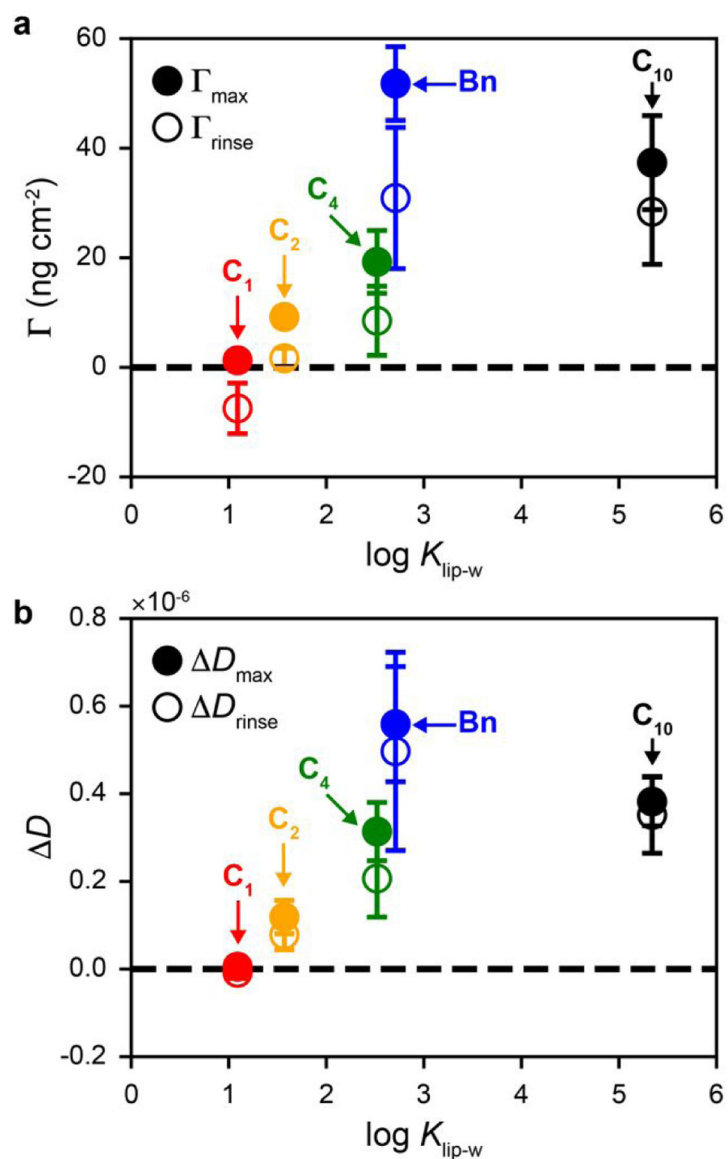 a
60
40
20
0
-20
Γ (ng cm⁻²)
Γmax
Γrinse
C₁
C₂
C₄
Bn
C₁₀
0 1 2 3 4 5 6
log Klip-w
b
×10⁻⁶
0.8
0.6
0.4
0.2
0.0
-0.2
ΔD
ΔDmax
ΔDrinse
C₁
C₂
C₄
Bn
C₁₀
0 1 2 3 4 5 6
log Klip-w